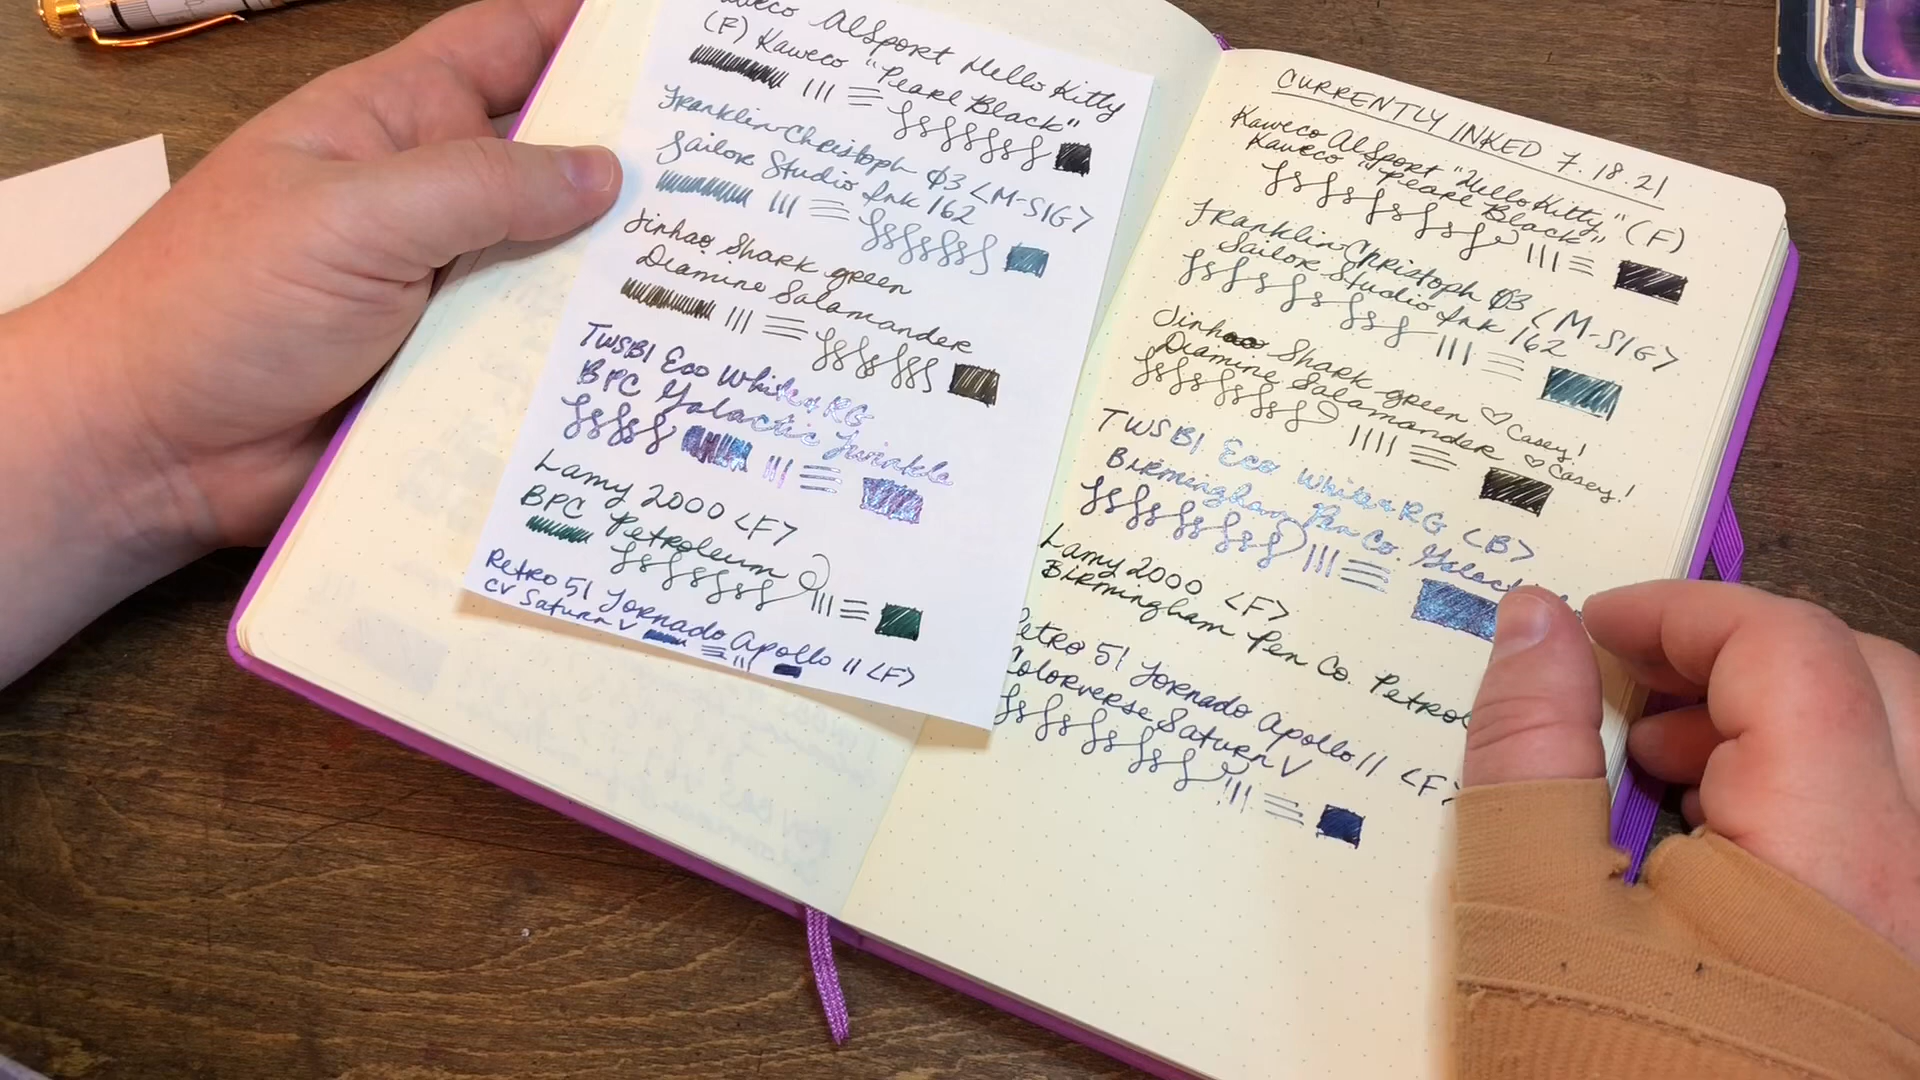 Kaweco AlSport Hello Kitty
(F) Kaweco "Pearl Black"
Franklin-Christoph 03 <M-SIG>
Sailor Studio Ink 162
Jinhao Shark green
Diamine Salamander
TWSBI Eco White & RG
BPC Galactic Twinkle
Lamy 2000 <F>
BPC Petroleum
Retro 51 Tornado Apollo 11 <F>
CV Saturn V
CURRENTLY INKED 7.18.21
Kaweco AlSport "Hello Kitty" (F)
Kaweco "Pearl Black"
Franklin-Christoph 03 <M-SIG>
Sailor Studio Ink 162
Jinhao Shark green ♡ Casey!
Diamine Salamander ♡ Casey!
TWSBI Eco White & RG <B>
Birmingham Pen Co.
Lamy 2000 <F>
Birmingham Pen Co.
Retro 51 Tornado Apollo 11 <F>
Colorverse Saturn V